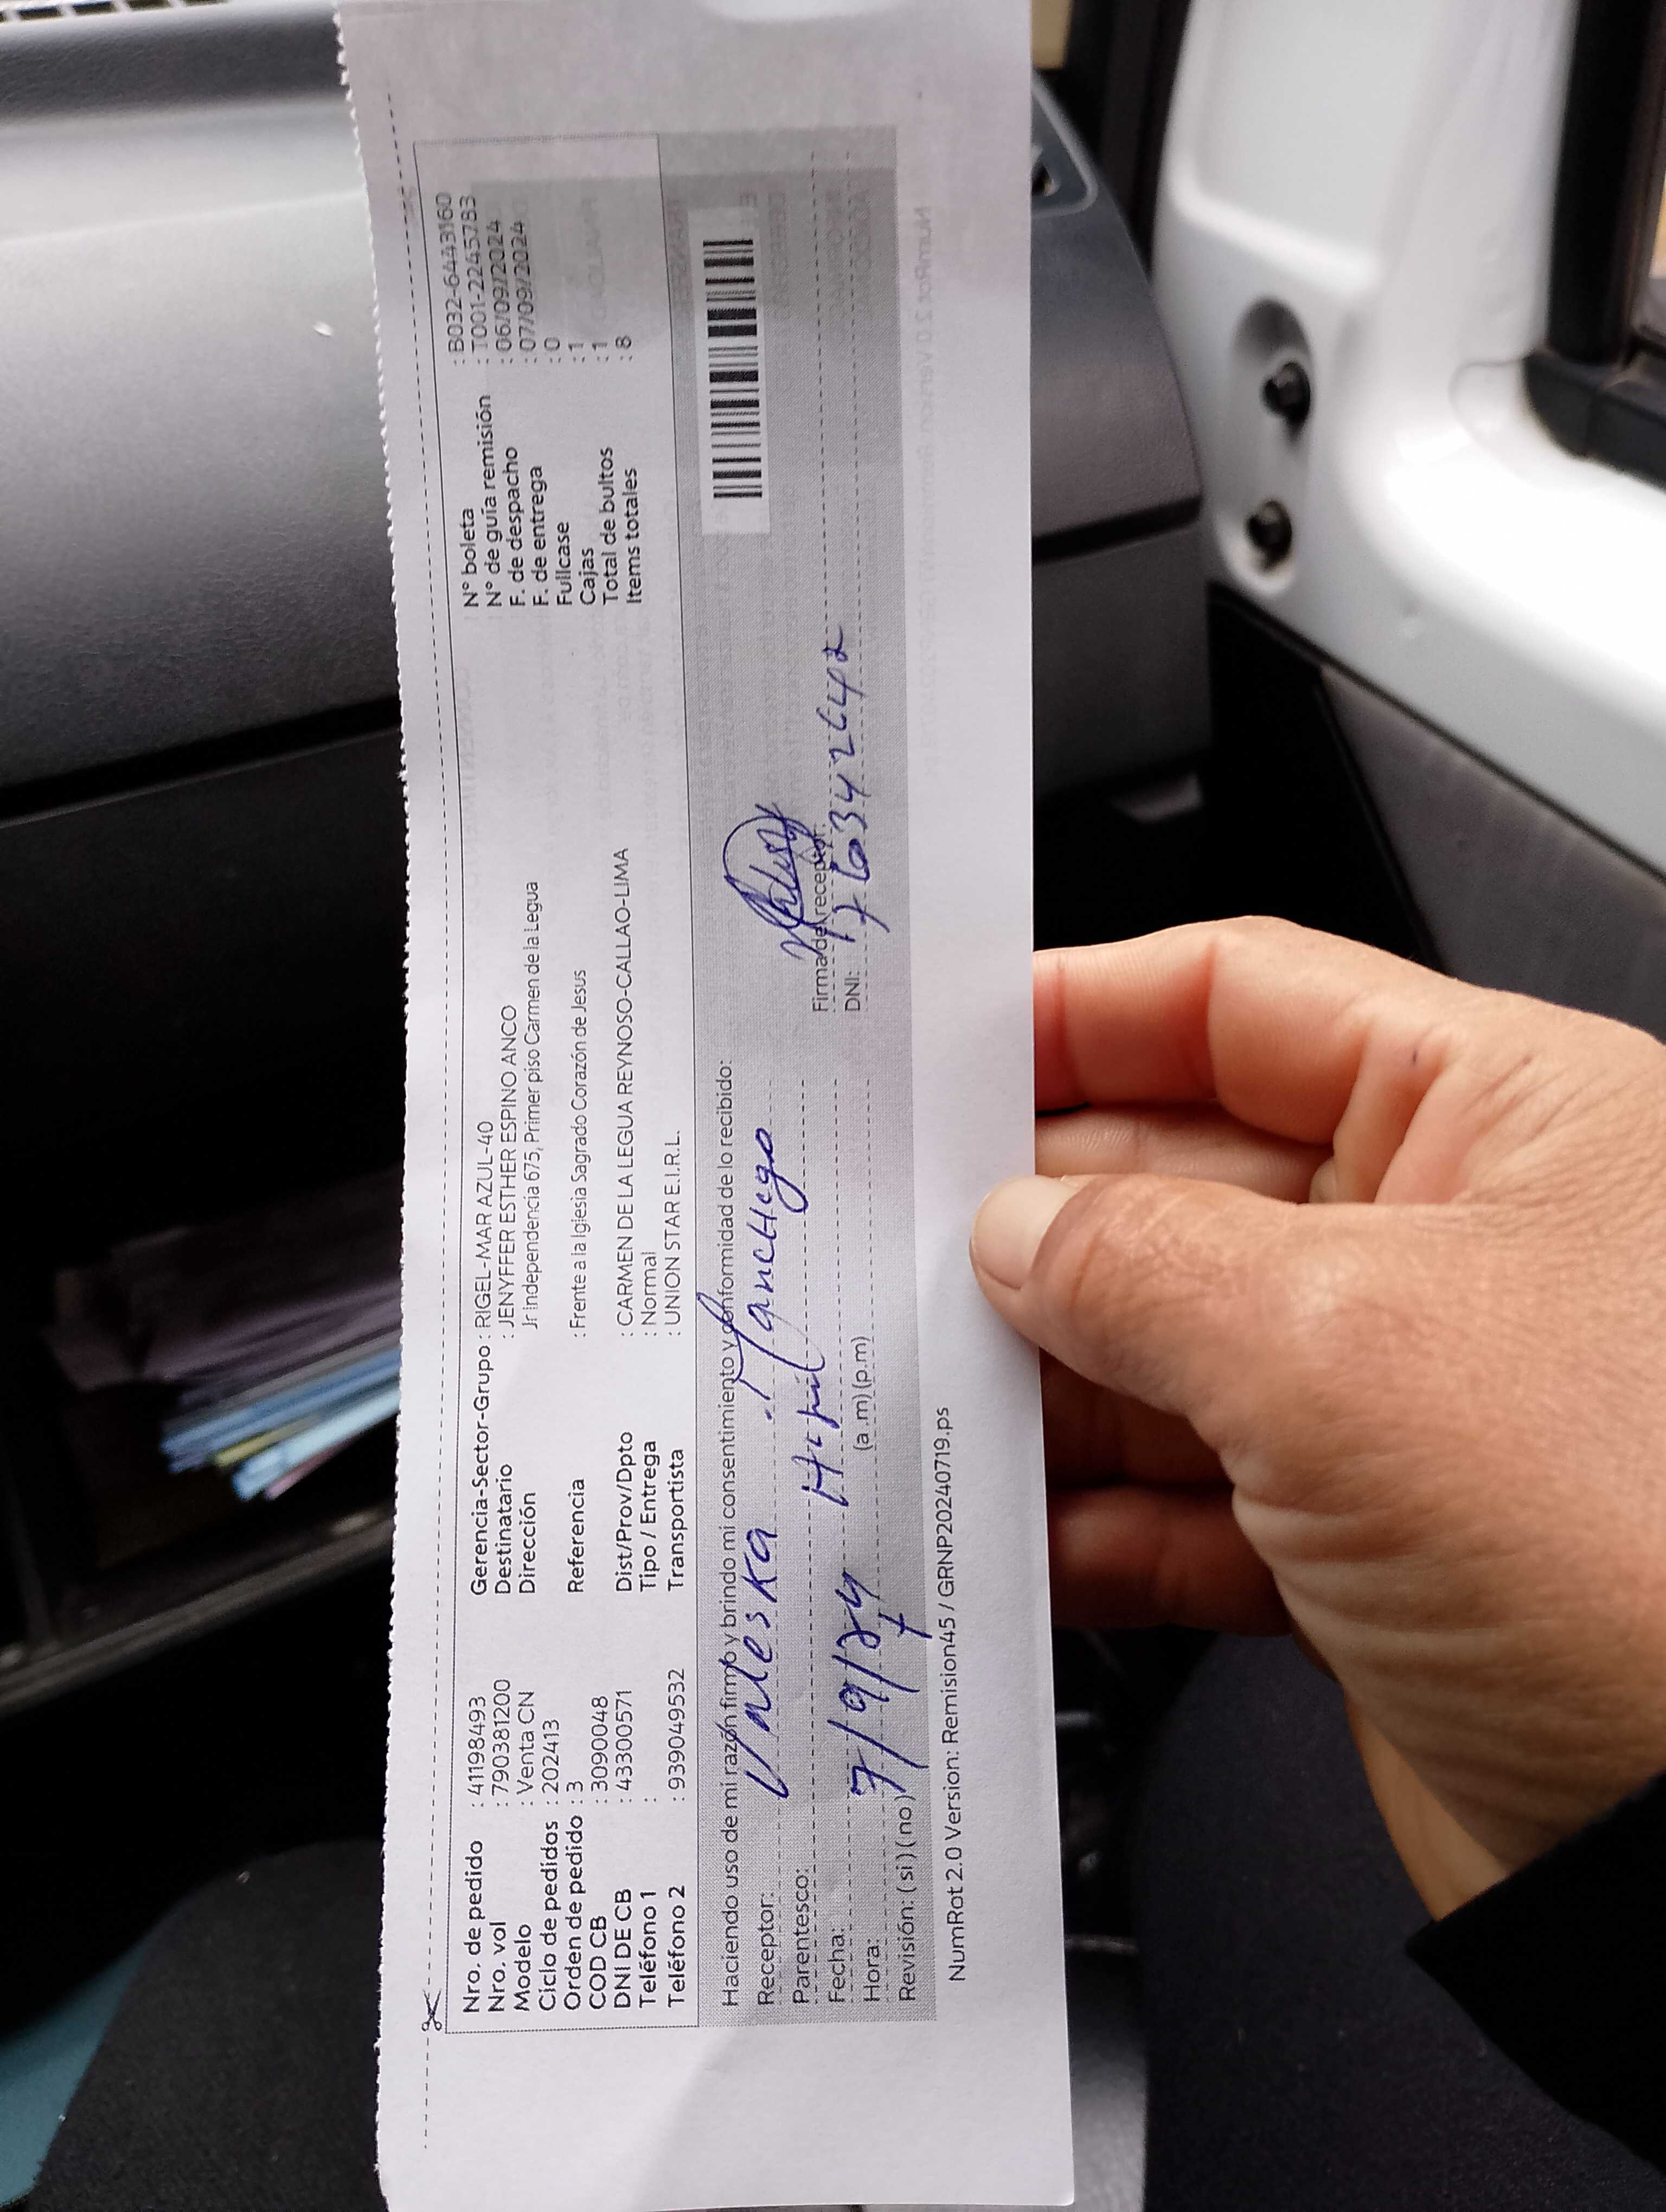 Nro. de pedido : 41198493
Nro. vol : 790381200
Modelo : Venta CN
Ciclo de pedidos : 202413
Orden de pedido : 3
COD CB : 3090048
DNI DE CB : 43300571
Teléfono 1 :
Teléfono 2 : 939049532
Gerencia-Sector-Grupo : RIGEL-MAR AZUL-40
Destinatario : JENYFFER ESTHER ESPINO ANCO
Dirección Jr independencia 675, Primer piso Carmen de la Legua
Referencia : Frente a la Iglesia Sagrado Corazón de Jesus
Dist/Prov/Dpto : CARMEN DE LA LEGUA REYNOSO-CALLAO-LIMA
Tipo / Entrega : Normal
Transportista : UNION STAR E.I.R.L.
N° boleta : B032-6443160
N° de guía remisión : T001-2245783
F. de despacho : 06/09/2024
F. de entrega : 07/09/2024
Fullcase : 0
Cajas : 1
Total de bultos : 1
Items totales : 8
Haciendo uso de mi razón firmo y brindo mi consentimiento y conformidad de lo recibido:
Receptor:
Parentesco:
Fecha: 7/9/24
Hora: (a .m) (p.m)
Revisión: ( si ) ( no )
Firma del receptor:
DNI:
NumRot 2.0 Version: Remision45 / GRNP20240719.ps